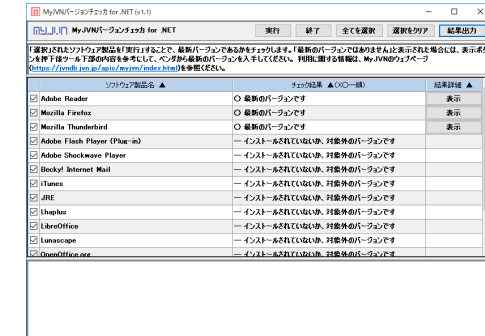 MyJVNバージョンチェッカ for .NET (v1.1)
MyJVN MyJVNバージョンチェッカ for .NET 実行 終了 全てを選択 選択をクリア 結果出力
「選択」されたソフトウェア製品を「実行」することで、最新バージョンであるかをチェックします。「最新のバージョンではありません」と表示された場合には、表示ボタ
ンを押下後ツール下部の内容を参考にして、ベンダから最新のバージョンを入手してください。 利用に関する情報は、MyJVNのウェブページ
(https://jvndb.jvn.jp/apis/myjvn/index.html)を参照ください。
ソフトウェア製品名 ▲ チェック結果 ▲(×○−順) 結果詳細 ▲
Adobe Reader ○ 最新のバージョンです 表示
Mozilla Firefox ○ 最新のバージョンです 表示
Mozilla Thunderbird ○ 最新のバージョンです 表示
Adobe Flash Player (Plug-in) − インストールされていないか、対象外のバージョンです
Adobe Shockwave Player − インストールされていないか、対象外のバージョンです
Becky! Internet Mail − インストールされていないか、対象外のバージョンです
iTunes − インストールされていないか、対象外のバージョンです
JRE − インストールされていないか、対象外のバージョンです
Lhaplus − インストールされていないか、対象外のバージョンです
LibreOffice − インストールされていないか、対象外のバージョンです
Lunascape − インストールされていないか、対象外のバージョンです
OpenOffice.org − インストールされていないか、対象外のバージョンです